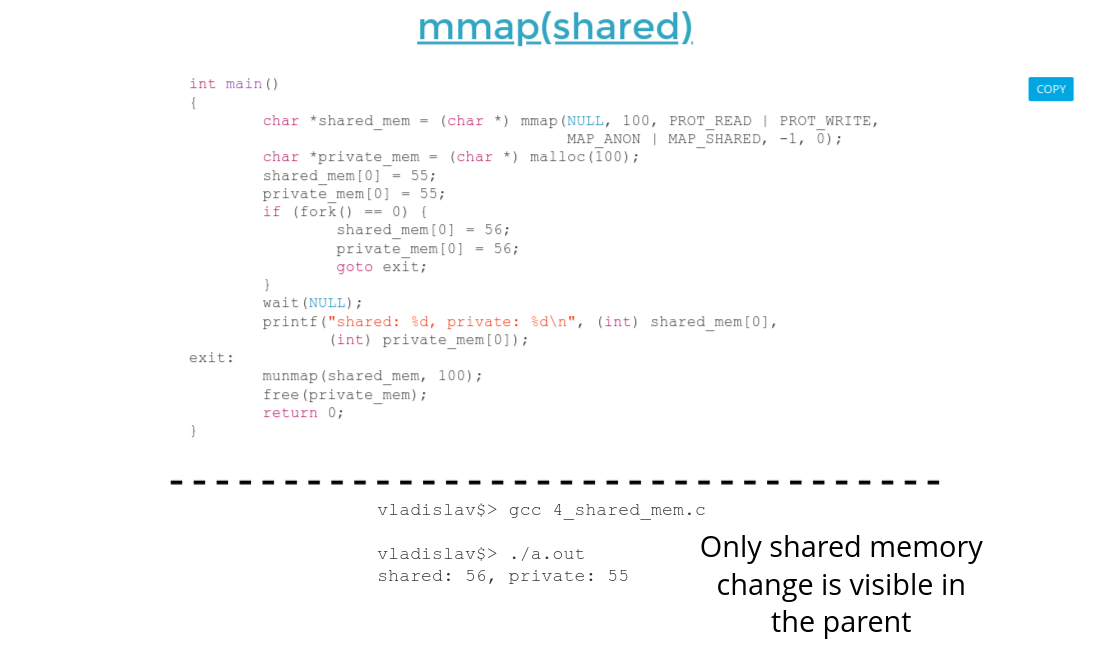 mmap(shared)
COPY
int main()
{
        char *shared_mem = (char *) mmap(NULL, 100, PROT_READ | PROT_WRITE,
                                         MAP_ANON | MAP_SHARED, -1, 0);
        char *private_mem = (char *) malloc(100);
        shared_mem[0] = 55;
        private_mem[0] = 55;
        if (fork() == 0) {
                shared_mem[0] = 56;
                private_mem[0] = 56;
                goto exit;
        }
        wait(NULL);
        printf("shared: %d, private: %d\n", (int) shared_mem[0],
               (int) private_mem[0]);
exit:
        munmap(shared_mem, 100);
        free(private_mem);
        return 0;
}
vladislav$> gcc 4_shared_mem.c
vladislav$> ./a.out
shared: 56, private: 55
Only shared memory
change is visible in
the parent